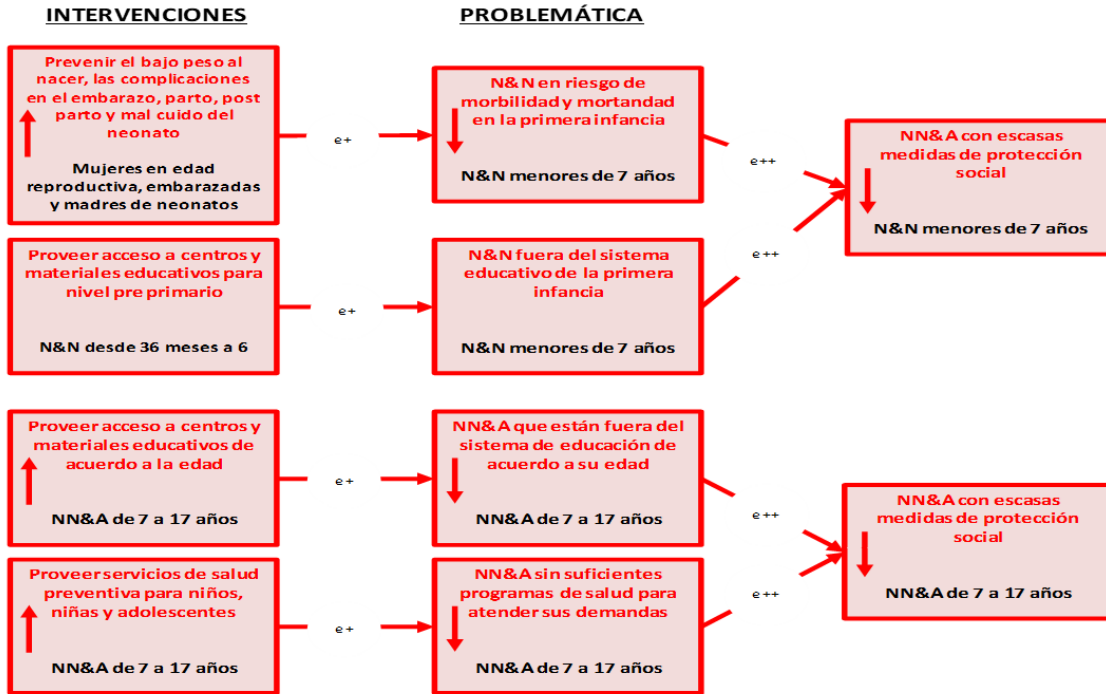 INTERVENCIONES
PROBLEMÁTICA
Prevenir el bajo peso al
nacer, las complicaciones
en el embarazo, parto, post
parto y mal cuido del
neonato
Mujeres en edad
reproductiva, embarazadas
y madres de neonatos
e+
N&N en riesgo de
morbilidad y mortandad
en la primera infancia
N&N menores de 7 años
e++
NN&A con escasas
medidas de protección
social
N&N menores de 7 años
Proveer acceso a centros y
materiales educativos para
nivel pre primario
N&N desde 36 meses a 6
e+
N&N fuera del sistema
educativo de la primera
infancia
N&N menores de 7 años
e++
Proveer acceso a centros y
materiales educativos de
acuerdo a la edad
NN&A de 7 a 17 años
e+
NN&A que están fuera del
sistema de educación de
acuerdo a su edad
NN&A de 7 a 17 años
e++
NN&A con escasas
medidas de protección
social
NN&A de 7 a 17 años
Proveer servicios de salud
preventiva para niños,
niñas y adolescentes
NN&A de 7 a 17 años
e+
NN&A sin suficientes
programas de salud para
atender sus demandas
NN&A de 7 a 17 años
e++